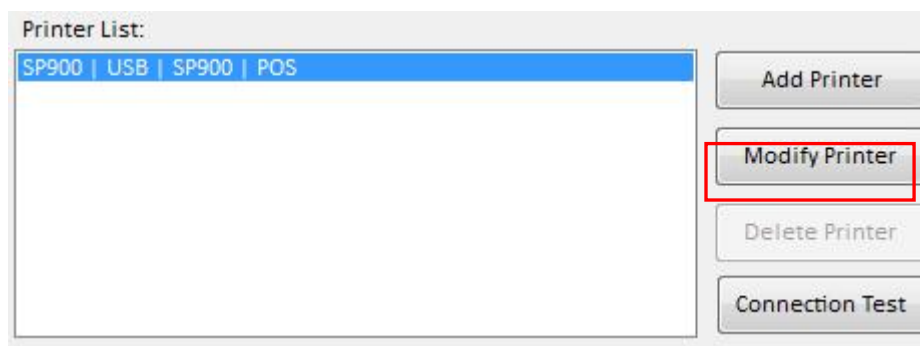 Printer List:
SP900 | USB | SP900 | POS
Add Printer
Modify Printer
Delete Printer
Connection Test